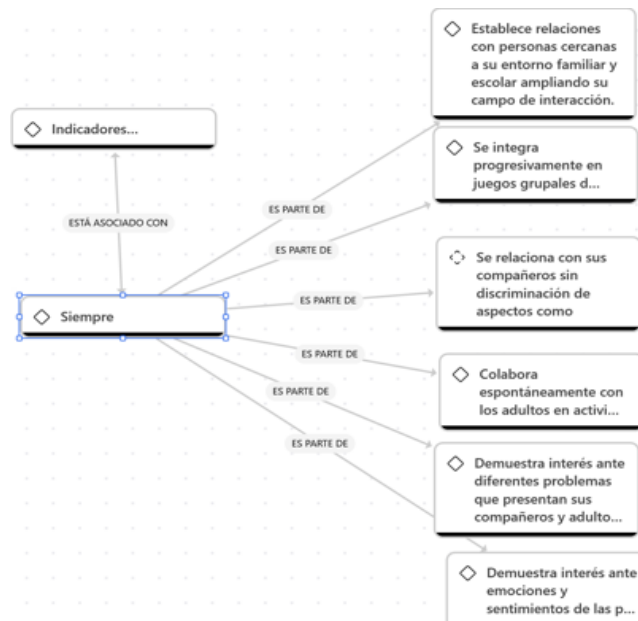 Establece relaciones
con personas cercanas
a su entorno familiar y
escolar ampliando su
campo de interacción.
Indicadores...
Se integra
progresivamente en
juegos grupales d...
ES PARTE DE
ESTÁ ASOCIADO CON
ES PARTE DE
Se relaciona con sus
compañeros sin
discriminación de
aspectos como
ES PARTE DE
Siempre
ES PARTE DE
Colabora
espontáneamente con
los adultos en activi...
ES PARTE DE
ES PARTE DE
Demuestra interés ante
diferentes problemas
que presentan sus
compañeros y adulto...
Demuestra interés ante
emociones y
sentimientos de las p...